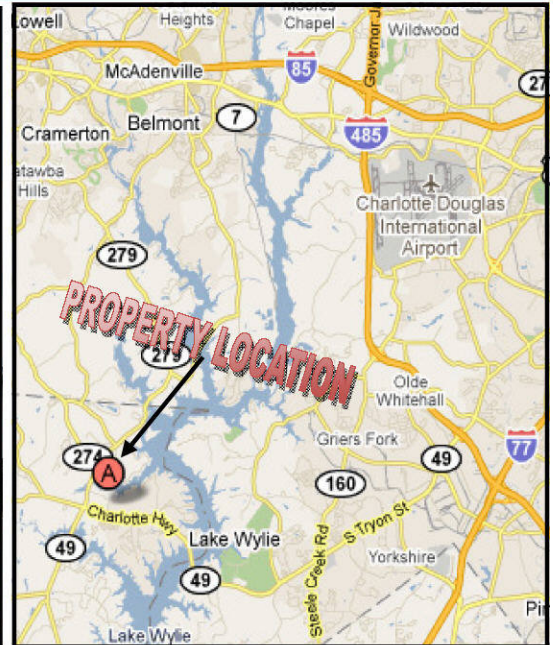 Lowell
Heights
Moores
Chapel
Wildwood
McAdenville
85
Governor J
27
Cramerton
Belmont
7
485
atawba
Hills
Charlotte Douglas
International
Airport
279
PROPERTY LOCATION
273
Olde
Whitehall
Griers Fork
77
274
A
49
160
Charlotte Hwy
S Tryon St
49
Lake Wylie
Steele Creek Rd
Yorkshire
49
Pi
Lake Wylie